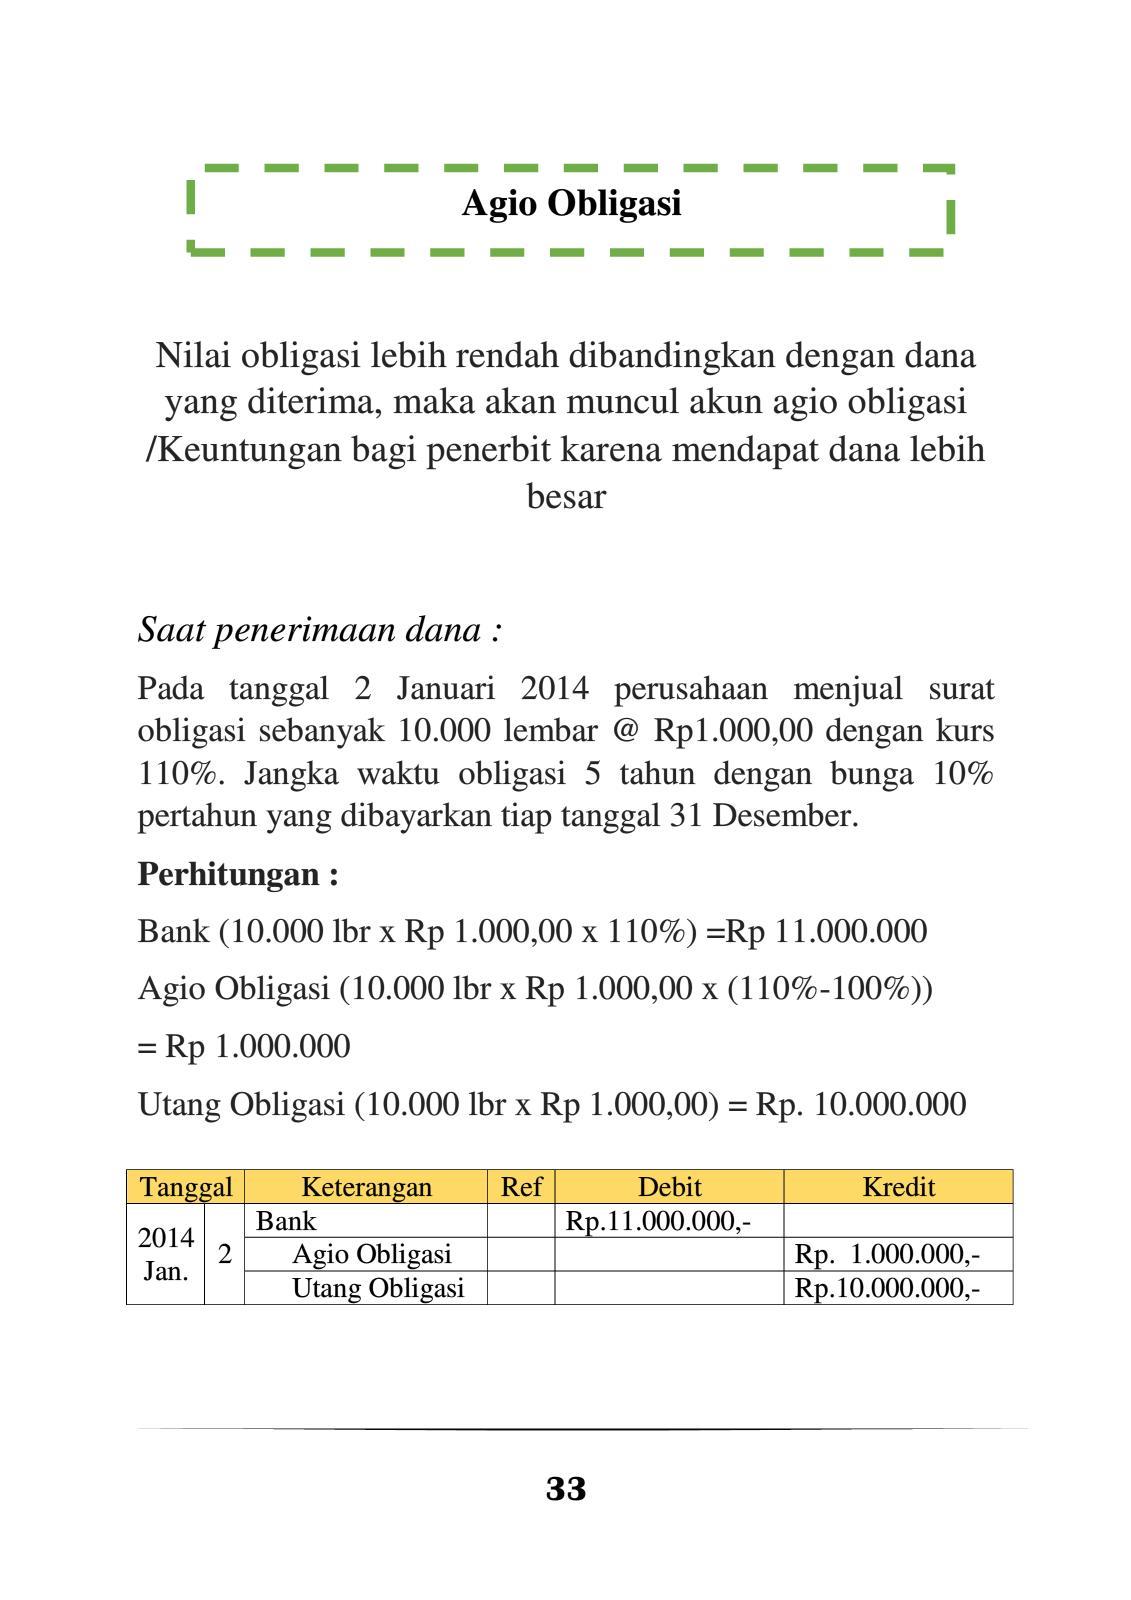 Agio Obligasi
Nilai obligasi lebih rendah dibandingkan dengan dana
yang diterima, maka akan muncul akun agio obligasi
/Keuntungan bagi penerbit karena mendapat dana lebih
besar
Saat penerimaan dana :
Pada tanggal 2 Januari 2014 perusahaan menjual surat
obligasi sebanyak 10.000 lembar @ Rp1.000,00 dengan kurs
110%. Jangka waktu obligasi 5 tahun dengan bunga 10%
pertahun yang dibayarkan tiap tanggal 31 Desember.
Perhitungan :
Bank (10.000 lbr x Rp 1.000,00 x 110%) =Rp 11.000.000
Agio Obligasi (10.000 lbr x Rp 1.000,00 x (110%-100%))
= Rp 1.000.000
Utang Obligasi (10.000 lbr x Rp 1.000,00) = Rp. 10.000.000
Tanggal Keterangan Ref Debit Kredit
2014 Jan. 2 Bank Rp.11.000.000,-
Agio Obligasi Rp. 1.000.000,-
Utang Obligasi Rp.10.000.000,-
33